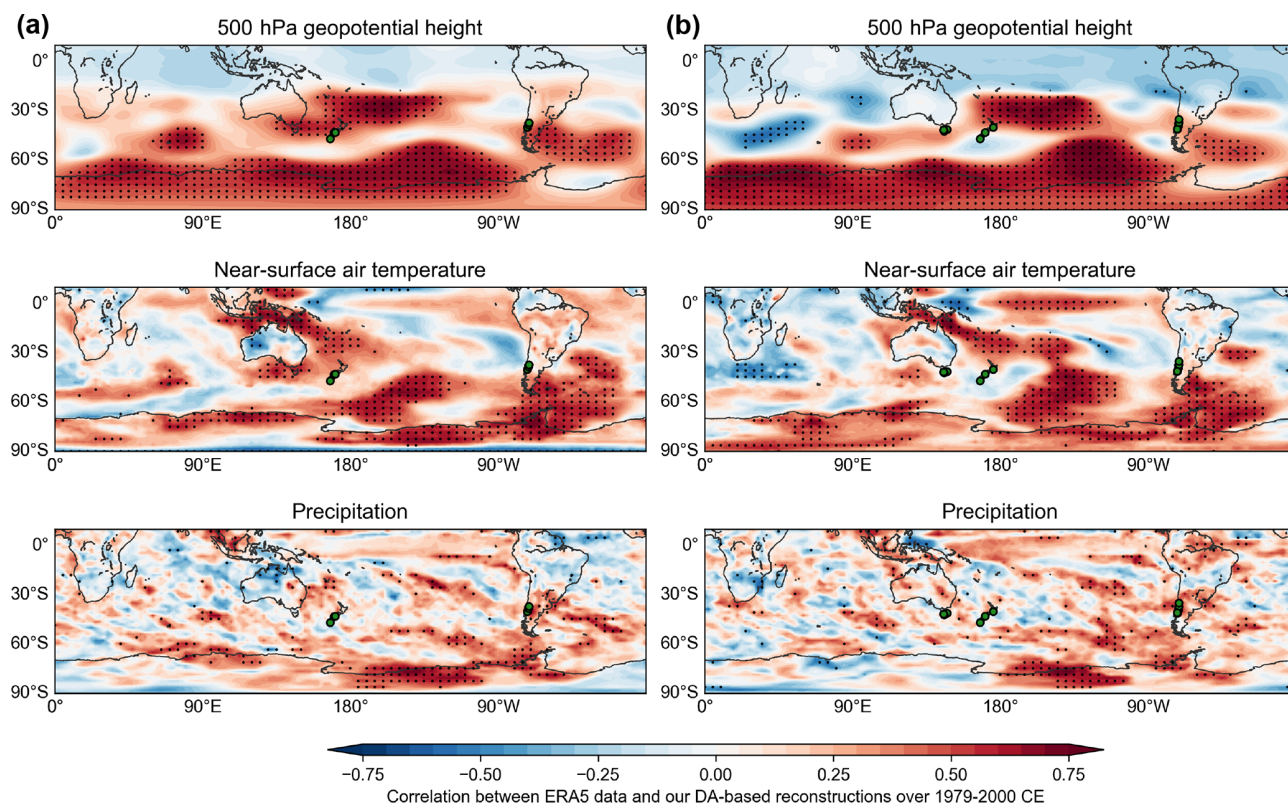 (a)
500 hPa geopotential height
0°
30°S
60°S
90°S
0°
90°E
180°
90°W
Near-surface air temperature
0°
30°S
60°S
90°S
0°
90°E
180°
90°W
Precipitation
0°
30°S
60°S
90°S
0°
90°E
180°
90°W
(b)
500 hPa geopotential height
0°
30°S
60°S
90°S
0°
90°E
180°
90°W
Near-surface air temperature
0°
30°S
60°S
90°S
0°
90°E
180°
90°W
Precipitation
0°
30°S
60°S
90°S
0°
90°E
180°
90°W
−0.75 −0.50 −0.25 0.00 0.25 0.50 0.75
Correlation between ERA5 data and our DA-based reconstructions over 1979-2000 CE